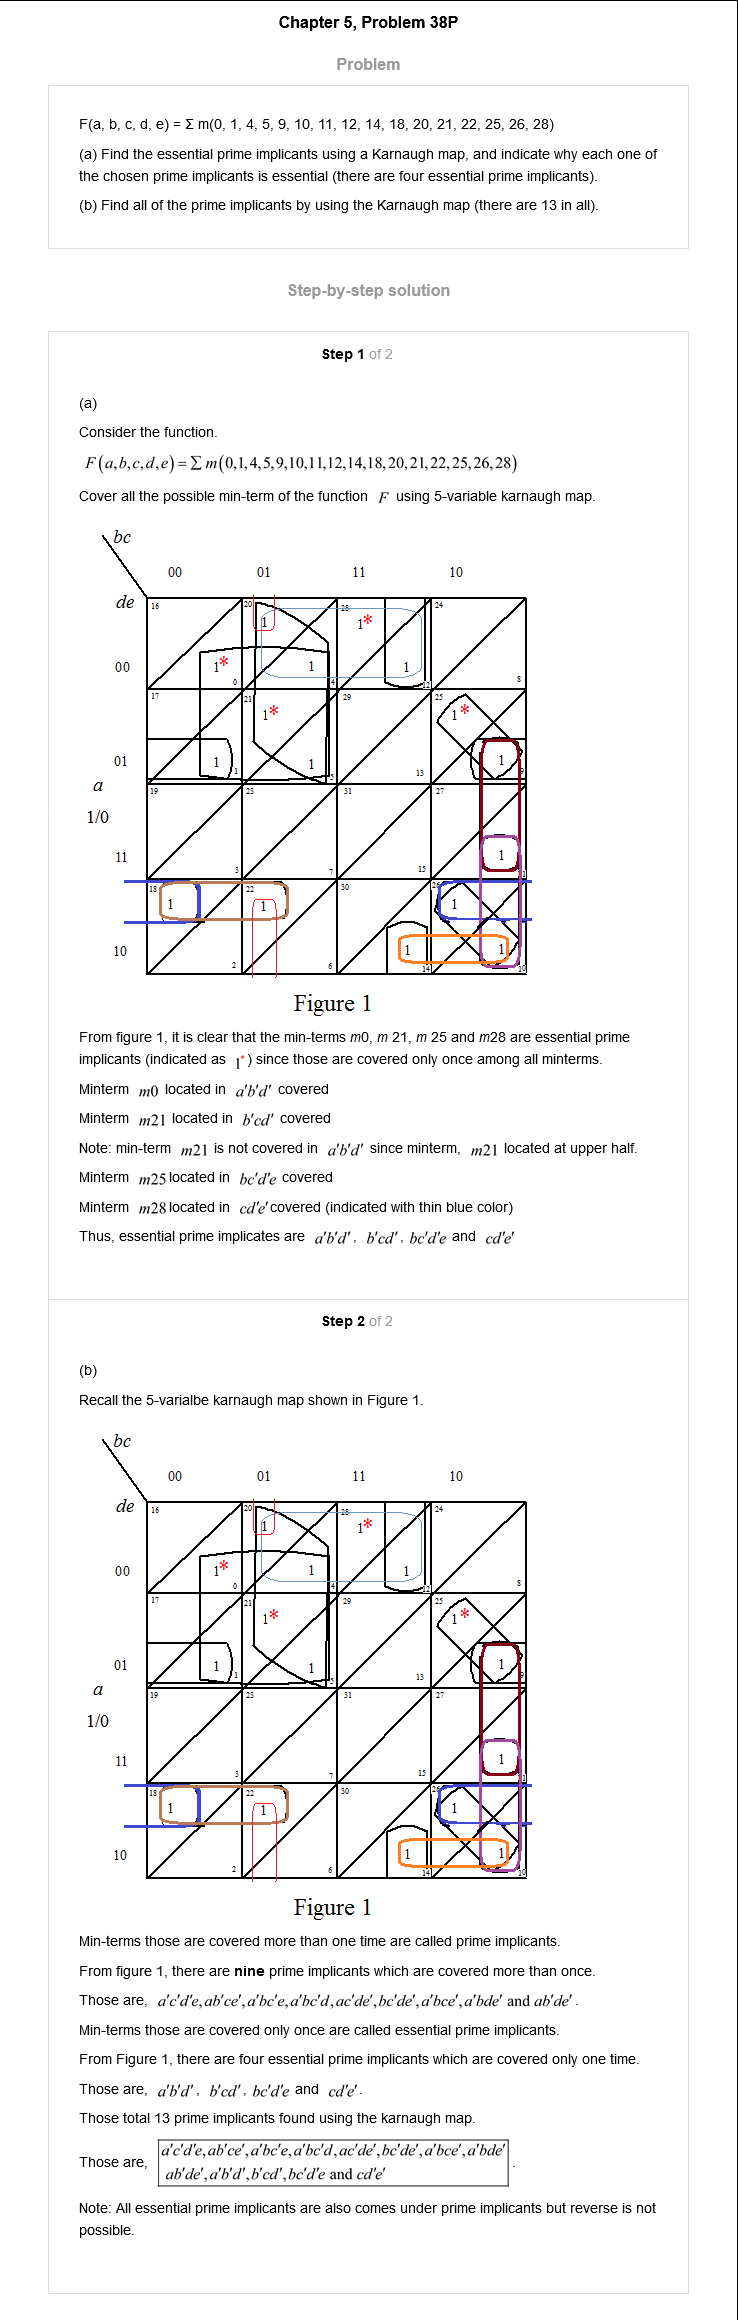 Chapter 5, Problem 38P
Problem
F(a, b, c, d, e) = Σ m(0, 1, 4, 5, 9, 10, 11, 12, 14, 18, 20, 21, 22, 25, 26, 28)
(a) Find the essential prime implicants using a Karnaugh map, and indicate why each one of
the chosen prime implicants is essential (there are four essential prime implicants).
(b) Find all of the prime implicants by using the Karnaugh map (there are 13 in all).
Step-by-step solution
Step 1 of 2
(a)
Consider the function.
F(a,b,c,d,e)=∑m(0,1,4,5,9,10,11,12,14,18,20,21,22,25,26,28)
Cover all the possible min-term of the function F using 5-variable karnaugh map.
bc
00 01 11 10
de
16 20 28 24
1 1*
00 1* 1 1
0 4 12 8
17 21 29 25
1* 1*
01 1 1 1
1 5 13 9
a
19 23 31 27
1/0
11 1
3 7 15 1
18 22 30 26
1 1 1
10 1 1
2 6 14 10
Figure 1
From figure 1, it is clear that the min-terms m0, m 21, m 25 and m28 are essential prime
implicants (indicated as 1*) since those are covered only once among all minterms.
Minterm m0 located in a'b'd' covered
Minterm m21 located in b'cd' covered
Note: min-term m21 is not covered in a'b'd' since minterm, m21 located at upper half.
Minterm m25 located in bc'd'e covered
Minterm m28 located in cd'e' covered (indicated with thin blue color)
Thus, essential prime implicates are a'b'd', b'cd', bc'd'e and cd'e'
Step 2 of 2
(b)
Recall the 5-varialbe karnaugh map shown in Figure 1.
bc
00 01 11 10
de
16 20 28 24
1 1*
00 1* 1 1
0 4 12 8
17 21 29 25
1* 1*
01 1 1 1
1 5 13 9
a
19 23 31 27
1/0
11 1
3 7 15 1
18 22 30 26
1 1 1
10 1 1
2 6 14 10
Figure 1
Min-terms those are covered more than one time are called prime implicants.
From figure 1, there are nine prime implicants which are covered more than once.
Those are, a'c'd'e,ab'ce',a'bc'e,a'bc'd,ac'de',bc'de',a'bce',a'bde' and ab'de'.
Min-terms those are covered only once are called essential prime implicants.
From Figure 1, there are four essential prime implicants which are covered only one time.
Those are, a'b'd', b'cd', bc'd'e and cd'e'.
Those total 13 prime implicants found using the karnaugh map.
Those are, a'c'd'e,ab'ce',a'bc'e,a'bc'd,ac'de',bc'de',a'bce',a'bde'
ab'de',a'b'd',b'cd',bc'd'e and cd'e' .
Note: All essential prime implicants are also comes under prime implicants but reverse is not
possible.